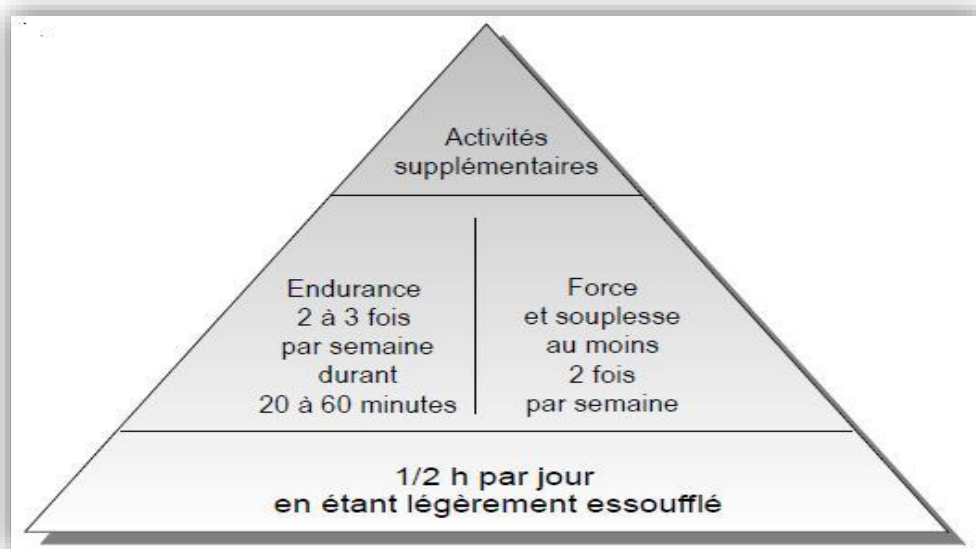 Activités
supplémentaires
Endurance
2 à 3 fois
par semaine
durant
20 à 60 minutes
Force
et souplesse
au moins
2 fois
par semaine
1/2 h par jour
en étant légèrement essoufflé